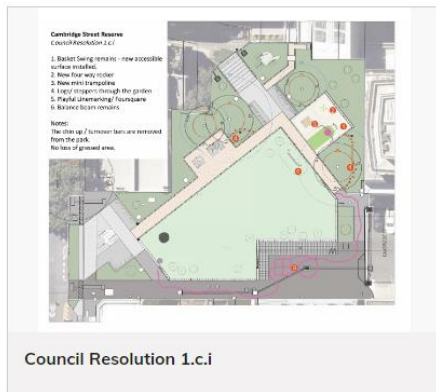 Cambridge Street Reserve
Council Resolution 1.c.i
1. Basket Swing remains - new accessible
surface installed.
2. New four way rocker
3. New mini trampoline
4. Logs/ steppers through the garden
5. Playful Linemarking/ Foursquare
6. Balance beam remains
Notes:
The chin up / turnover bars are removed
from the park.
No loss of grassed area.
Council Resolution 1.c.i